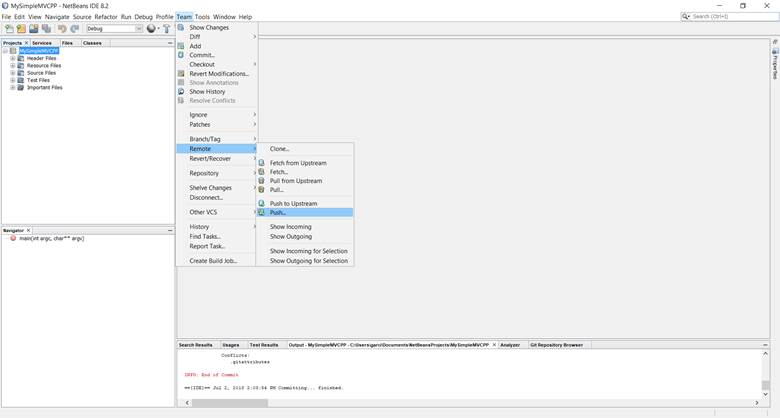 MySimpleMVCPP - NetBeans IDE 8.2
File Edit View Navigate Source Refactor Run Debug Profile Team Tools Window Help
Search (Ctrl+I)
Debug
Projects Services Files Classes
MySimpleMVCPP
Header Files
Resource Files
Source Files
Test Files
Important Files
Properties
Show Changes
Diff
Add
Commit...
Checkout
Revert Modifications...
Show Annotations
Show History
Resolve Conflicts
Ignore
Patches
Branch/Tag
Remote
Revert/Recover
Repository
Shelve Changes
Disconnect...
Other VCS
History
Find Tasks...
Report Task...
Create Build Job...
Clone...
Fetch from Upstream
Fetch...
Pull from Upstream
Pull...
Push to Upstream
Push...
Show Incoming
Show Outgoing
Show Incoming for Selection
Show Outgoing for Selection
Navigator
main(int argc, char** argv)
Search Results Usages Test Results Output - MySimpleMVCPP - C:\Users\garci\Documents\NetBeansProjects\MySimpleMVCPP Analyzer Git Repository Browser
Conflicts:
.gitattributes
INFO: End of Commit
==[IDE]== Jul 2, 2018 Committing... finished.